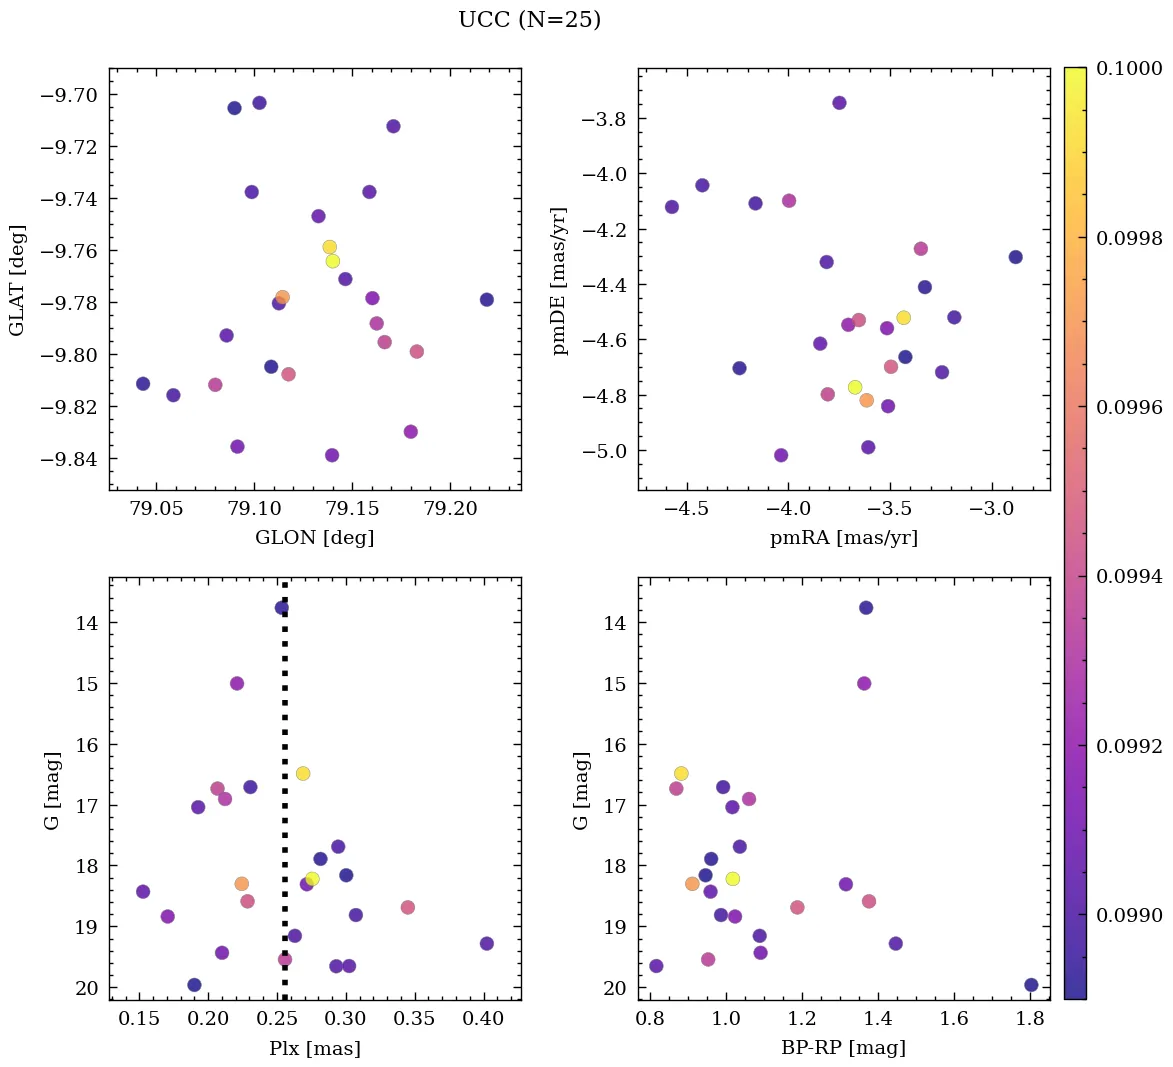 UCC (N=25)
−9.70
−9.72
−9.74
−9.76
−9.78
−9.80
−9.82
−9.84
GLAT [deg]
79.05 79.10 79.15 79.20
GLON [deg]
−3.8
−4.0
−4.2
−4.4
−4.6
−4.8
−5.0
pmDE [mas/yr]
−4.5 −4.0 −3.5 −3.0
pmRA [mas/yr]
14
15
16
17
18
19
20
G [mag]
0.15 0.20 0.25 0.30 0.35 0.40
Plx [mas]
14
15
16
17
18
19
20
G [mag]
0.8 1.0 1.2 1.4 1.6 1.8
BP-RP [mag]
0.1000
0.0998
0.0996
0.0994
0.0992
0.0990